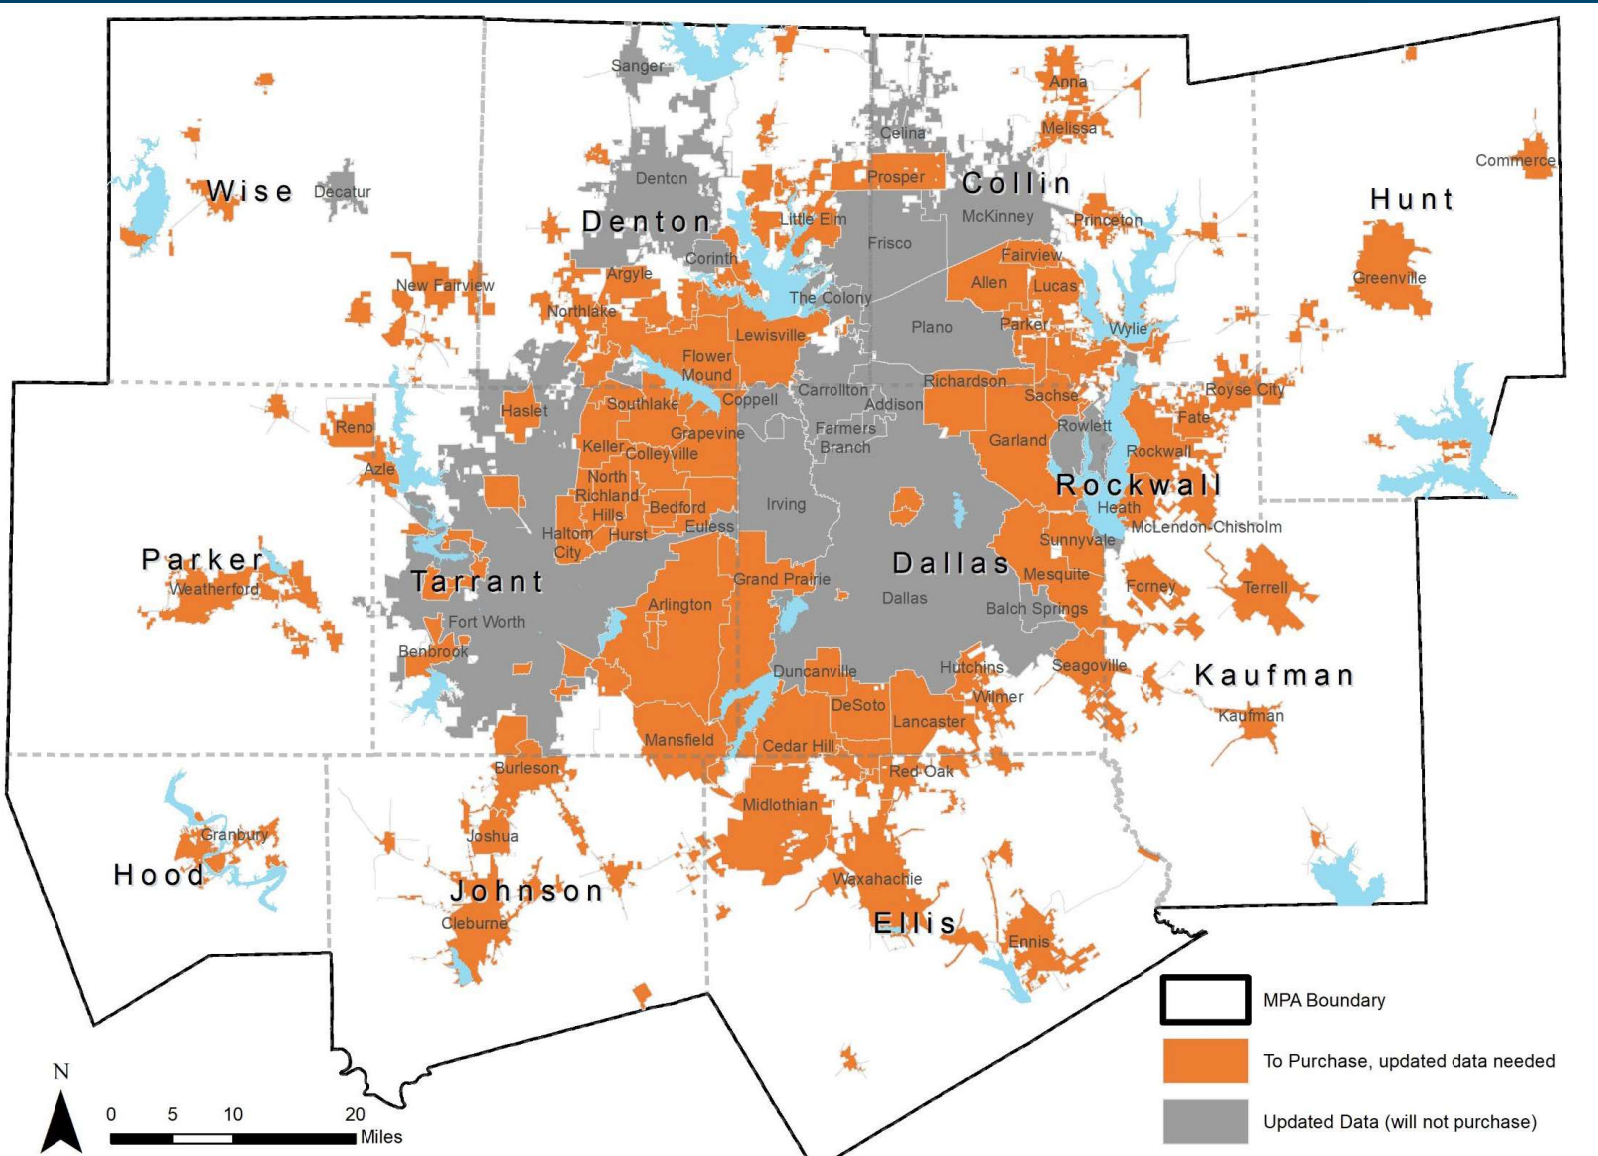 Sanger
Anna
Celina
Melissa
Commerce
Wise
Decatur
Denton
Prosper
Collin
Hunt
Denton
Little Elm
McKinney
Princeton
Frisco
Corinth
Fairview
Argyle
New Fairview
Allen
Lucas
Greenville
The Colony
Northlake
Lewisville
Plano
Parker
Wylie
Flower
Mound
Richardson
Royse City
Carrollton
Coppell
Addison
Sachse
Haslet
Southlake
Fate
Reno
Grapevine
Farmers
Branch
Rowlett
Garland
Keller
Colleyville
Rockwall
Azle
North
Richland
Hills
Rockwall
Bedford
Irving
Heath
Euless
McLendon-Chisholm
Haltom
City
Hurst
Sunnyvale
Parker
Tarrant
Dallas
Grand Prairie
Mesquite
Weatherford
Forney
Terrell
Arlington
Dallas
Balch Springs
Fort Worth
Benbrook
Duncanville
Hutchins
Seagoville
Kaufman
Wilmer
DeSoto
Lancaster
Kaufman
Mansfield
Cedar Hill
Burleson
Red Oak
Midlothian
Granbury
Joshua
Hood
Johnson
Waxahachie
Cleburne
Ellis
Ennis
MPA Boundary
To Purchase, updated data needed
Updated Data (will not purchase)
N
0 5 10 20
Miles